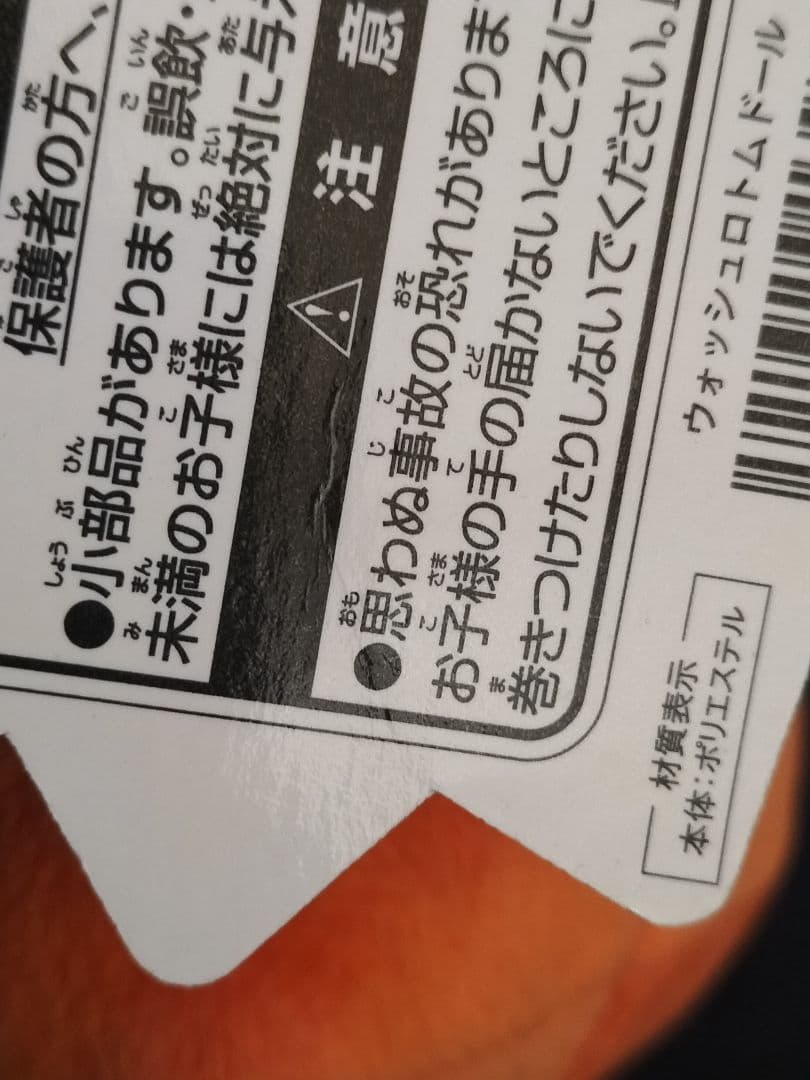 保護者の方へ、
●小部品があります。誤飲・
未満のお子様には絶対に与
注 意
●思わぬ事故の恐れがありま
お子様の手の届かないところに
巻きつけたりしないでください。
ウォッシュロトムドール
材質表示
本体：ポリエステル